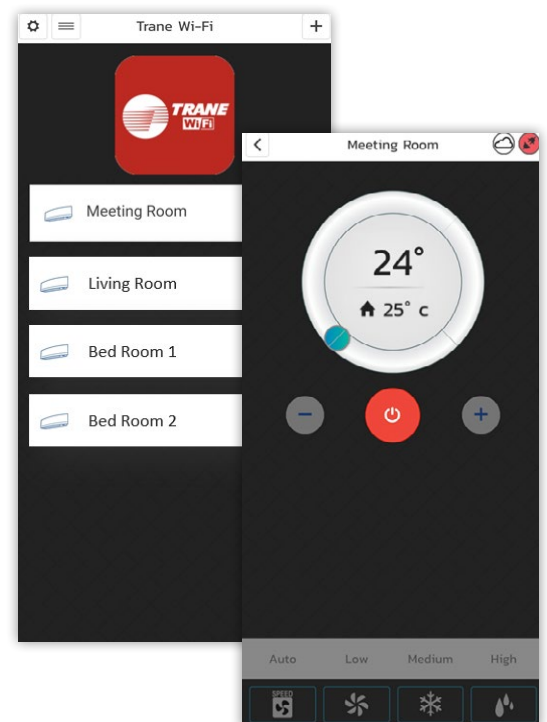 Trane Wi-Fi
+
TRANE
WiFi
Meeting Room
Living Room
Bed Room 1
Bed Room 2
Meeting Room
24°
25° c
− +
Auto Low Medium High
SPEED